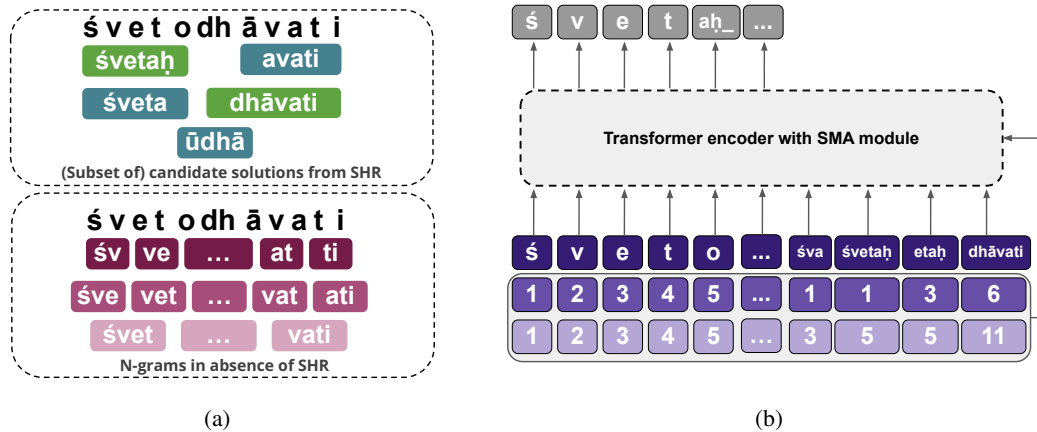 śvetodhāvati
śvetaḥ avati
śveta dhāvati
ūdhā
(Subset of) candidate solutions from SHR
śvetodhāvati
śv ve ... at ti
śve vet ... vat ati
śvet ... vati
N-grams in absence of SHR
(a)
ś v e t aḥ_ ...
Transformer encoder with SMA module
ś v e t o ... śva śvetaḥ etaḥ dhāvati
1 2 3 4 5 ... 1 1 3 6
1 2 3 4 5 ... 3 5 5 11
(b)